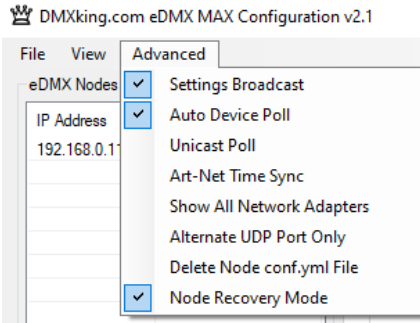 DMXking.com eDMX MAX Configuration v2.1
File View Advanced
eDMX Nodes
IP Address
Settings Broadcast
Auto Device Poll
Unicast Poll
Art-Net Time Sync
Show All Network Adapters
Alternate UDP Port Only
Delete Node conf.yml File
Node Recovery Mode